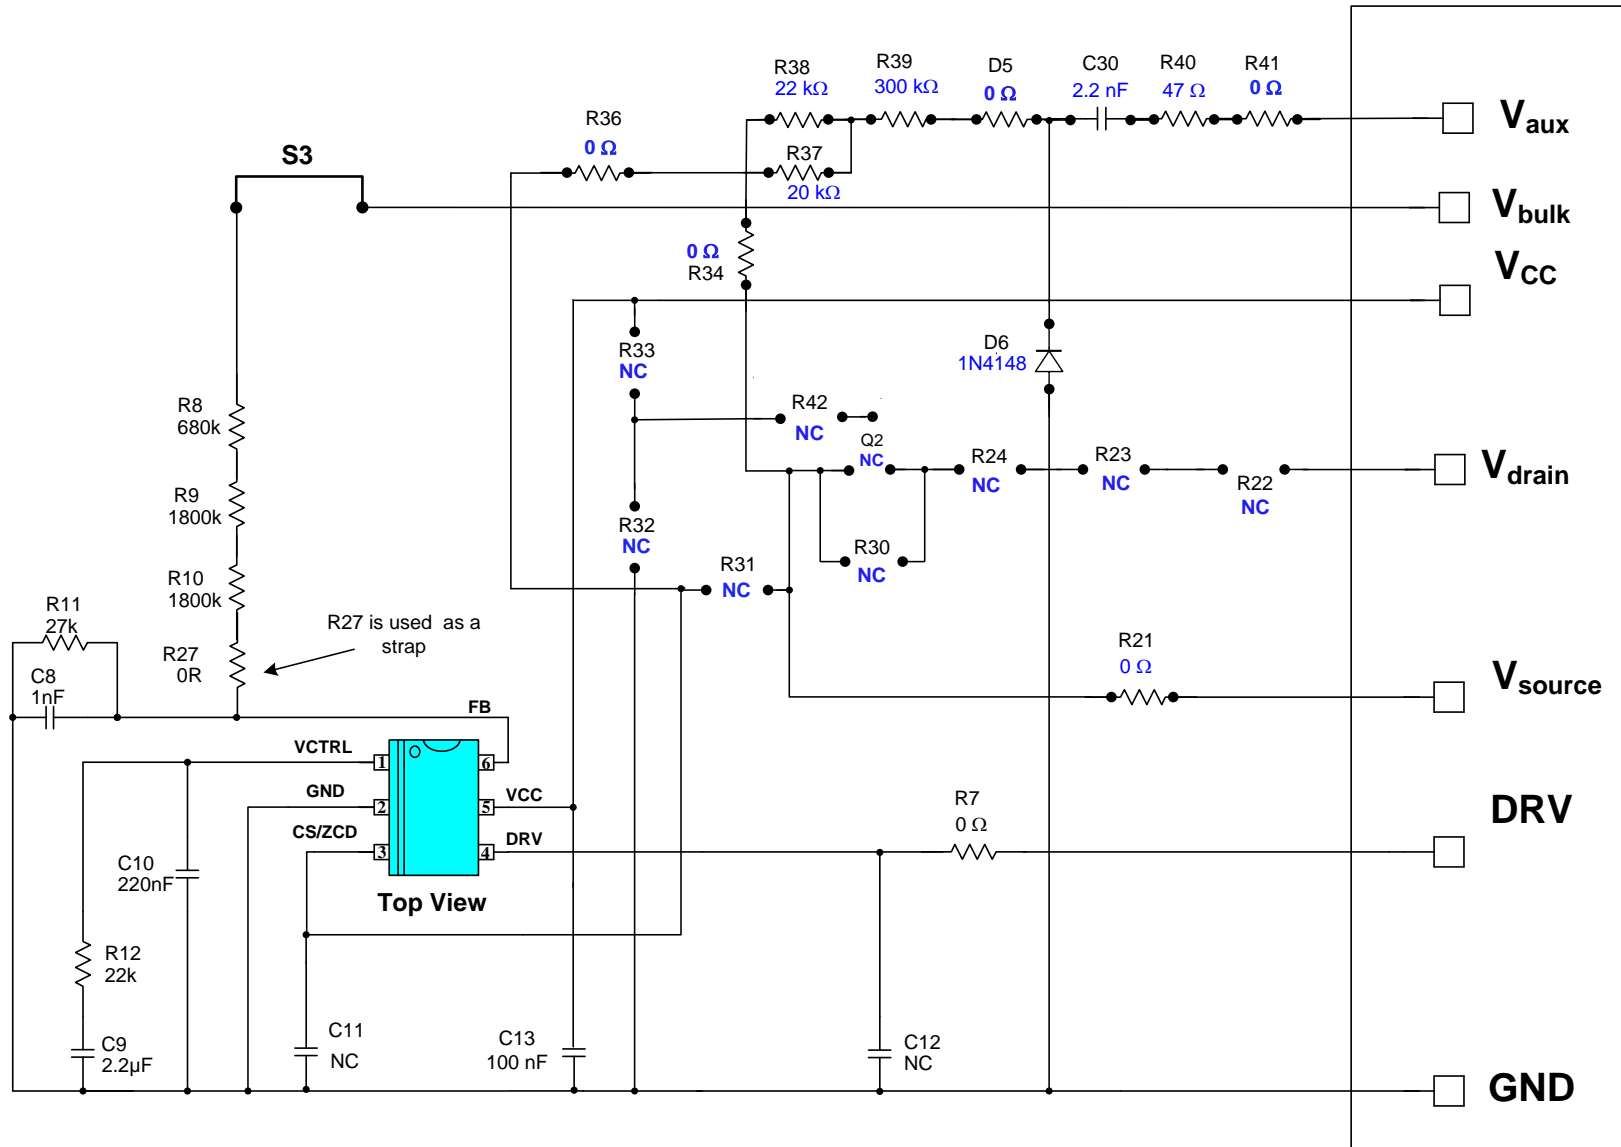 R38
22 kΩ
R39
300 kΩ
D5
0 Ω
C30
2.2 nF
R40
47 Ω
R41
0 Ω
Vaux
R36
0 Ω
R37
20 kΩ
S3
Vbulk
0 Ω
R34
VCC
R33
NC
D6
1N4148
R42
NC
Q2
NC
R24
NC
R23
NC
R22
NC
Vdrain
R8
680k
R9
1800k
R32
NC
R30
NC
R31
NC
R10
1800k
R11
27k
R27 is used as a
strap
R27
0R
C8
1nF
R21
0 Ω
Vsource
FB
VCTRL
1
6
GND
2
5
VCC
CS/ZCD
3
4
DRV
R7
0 Ω
DRV
C10
220nF
Top View
R12
22k
C9
2.2µF
C11
NC
C13
100 nF
C12
NC
GND